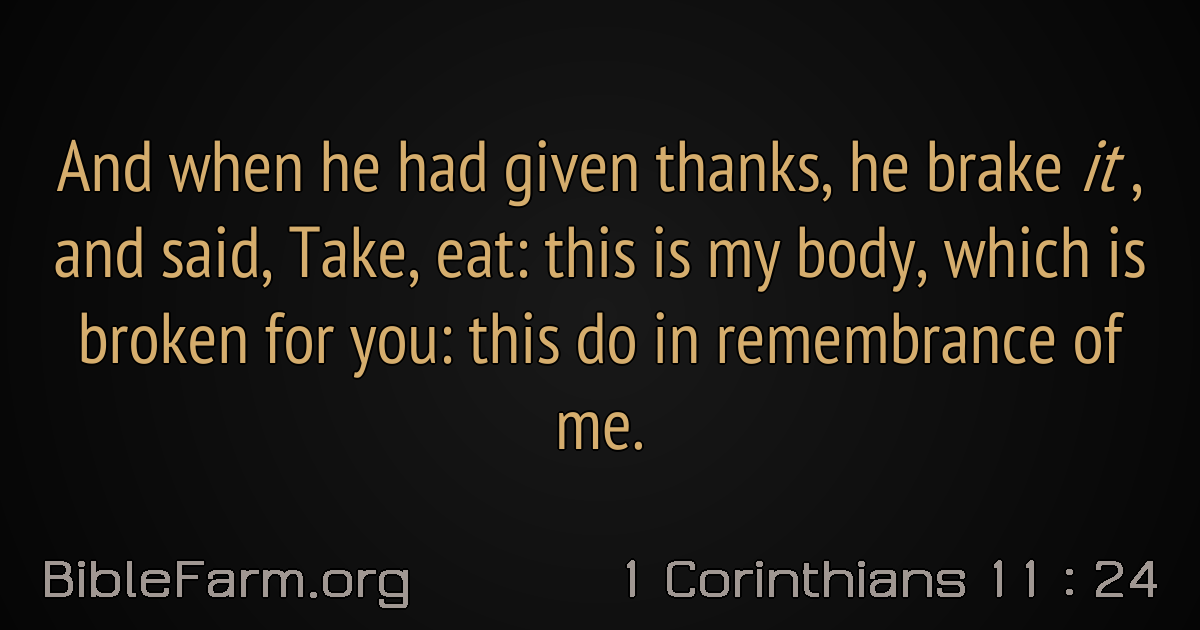 And when he had given thanks, he brake it ,
and said, Take, eat: this is my body, which is
broken for you: this do in remembrance of
me.
BibleFarm.org
1 Corinthians 11 : 24